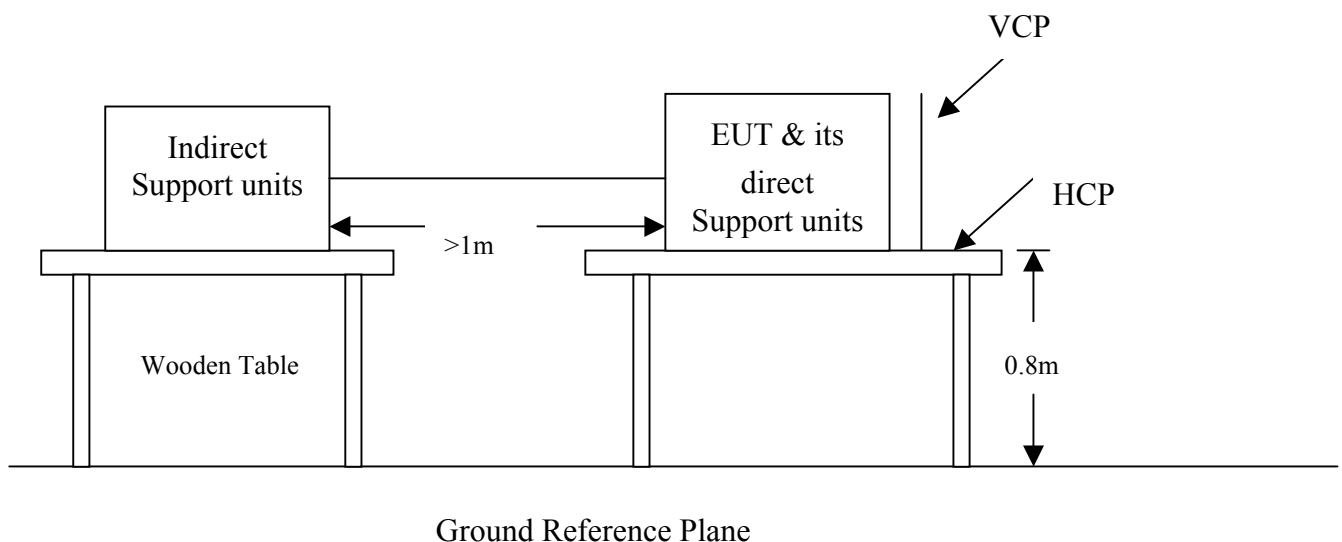 VCP
Indirect
Support units
EUT & its
direct
Support units
HCP
>1m
Wooden Table
0.8m
Ground Reference Plane